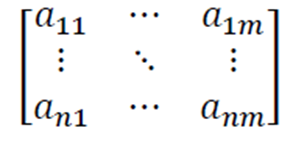 a₁₁ ⋯ a₁ₘ
⋮ ⋱ ⋮
aₙ₁ ⋯ aₙₘ